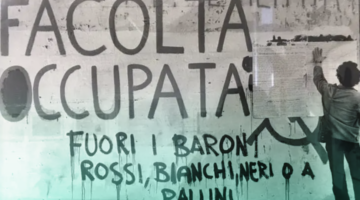 FACOLTÀ
OCCUPATA
FUORI I BARONI
ROSSI, BIANCHI, NERI O A
PALLINI